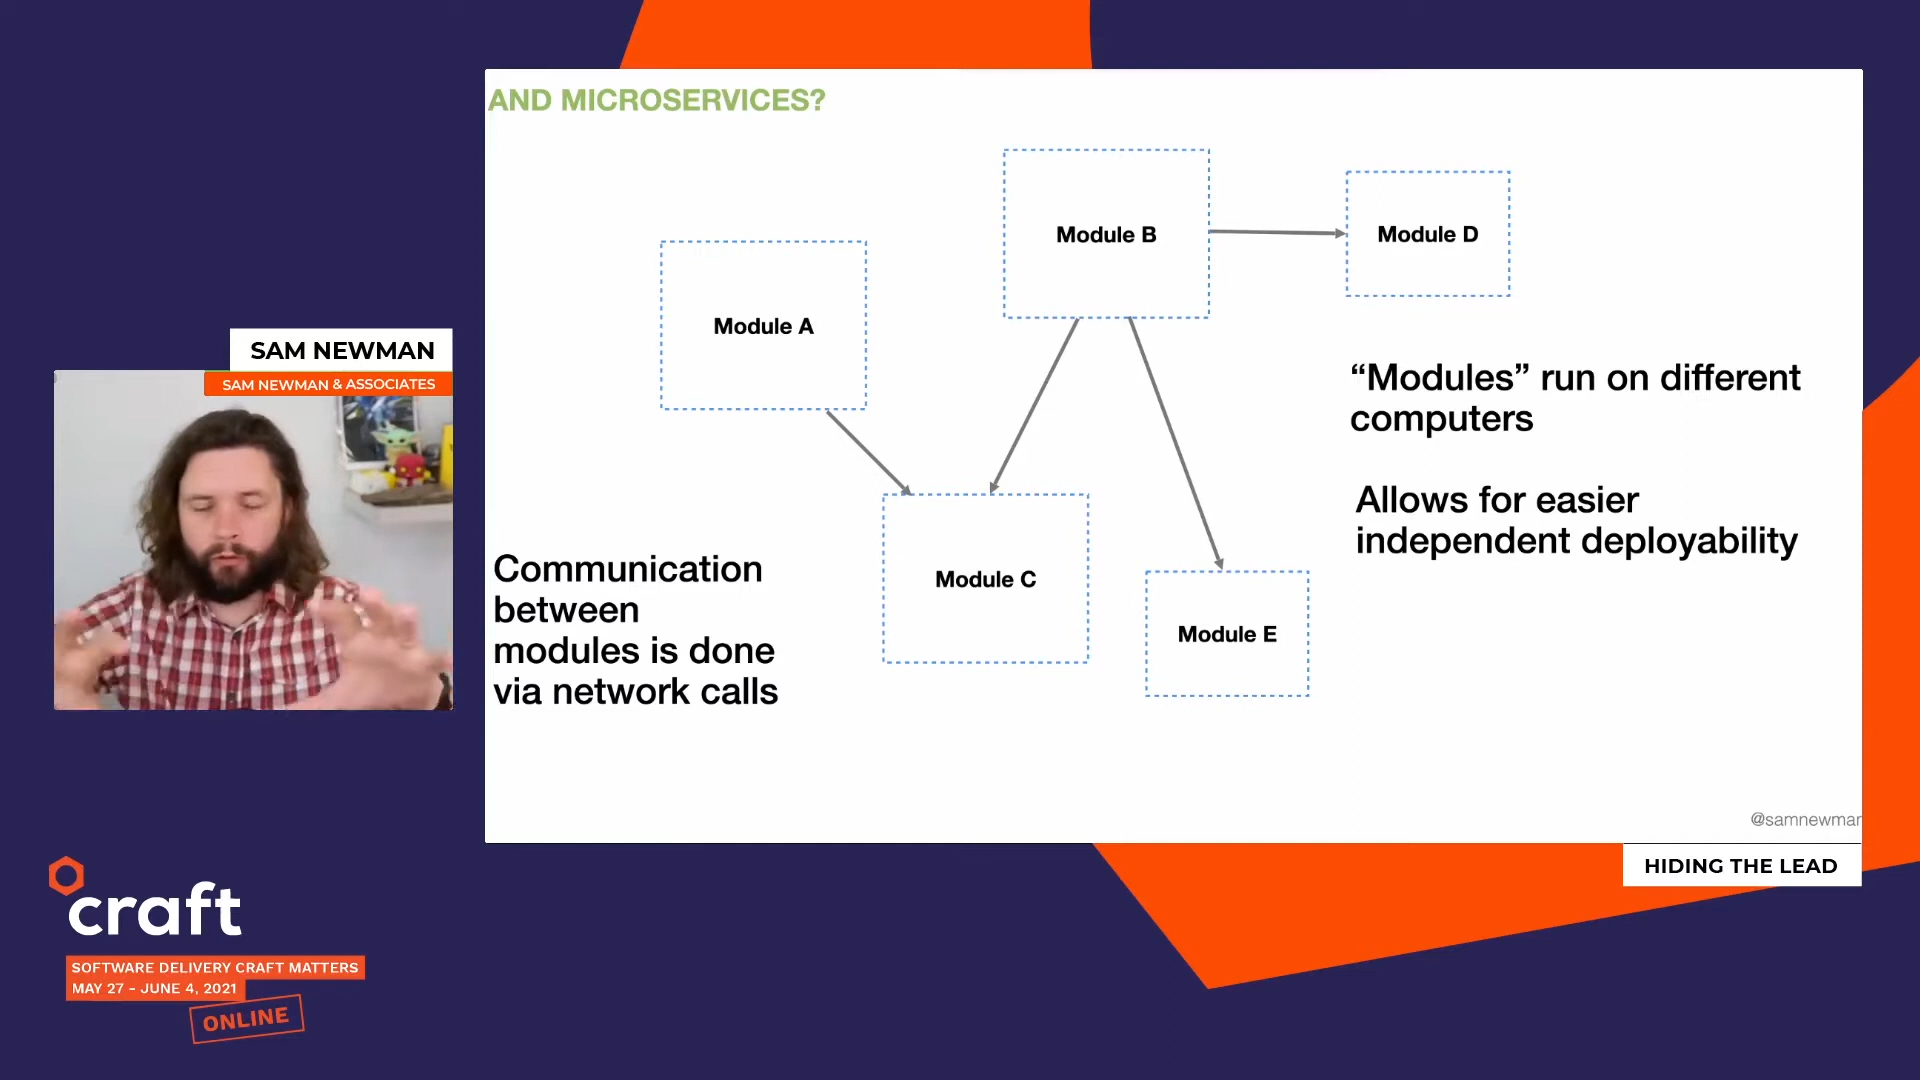 AND MICROSERVICES?
Module B
Module D
Module A
SAM NEWMAN
SAM NEWMAN & ASSOCIATES
“Modules” run on different
computers
Allows for easier
independent deployability
Module C
Communication
between
modules is done
via network calls
Module E
@samnewman
HIDING THE LEAD
craft
SOFTWARE DELIVERY CRAFT MATTERS
MAY 27 - JUNE 4, 2021
ONLINE